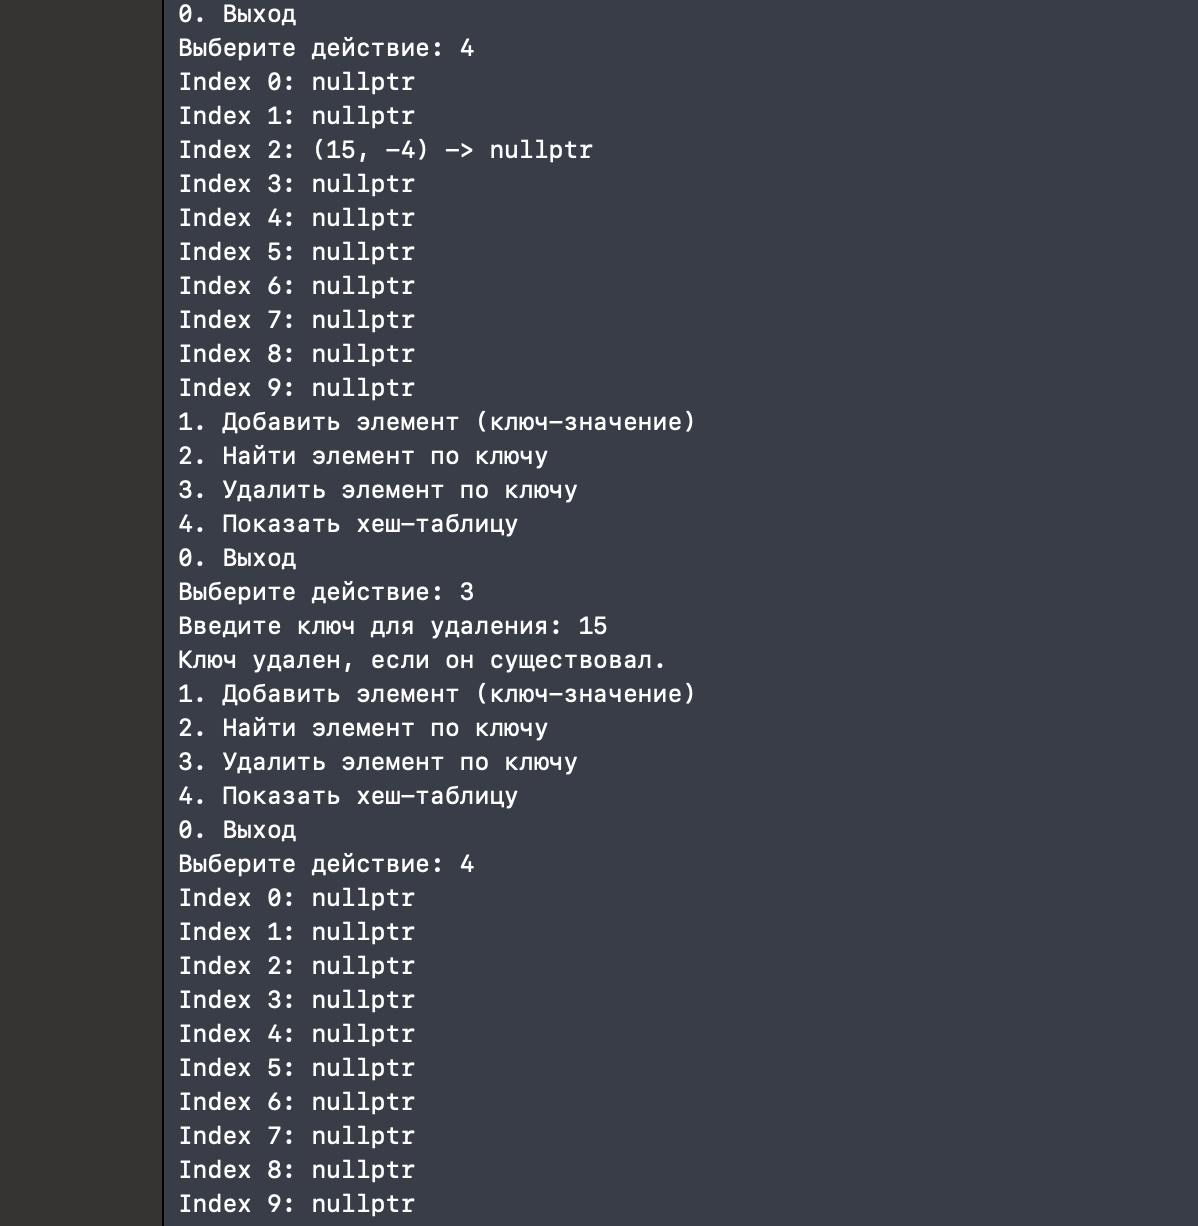 0. Выход
Выберите действие: 4
Index 0: nullptr
Index 1: nullptr
Index 2: (15, -4) -> nullptr
Index 3: nullptr
Index 4: nullptr
Index 5: nullptr
Index 6: nullptr
Index 7: nullptr
Index 8: nullptr
Index 9: nullptr
1. Добавить элемент (ключ-значение)
2. Найти элемент по ключу
3. Удалить элемент по ключу
4. Показать хеш-таблицу
0. Выход
Выберите действие: 3
Введите ключ для удаления: 15
Ключ удален, если он существовал.
1. Добавить элемент (ключ-значение)
2. Найти элемент по ключу
3. Удалить элемент по ключу
4. Показать хеш-таблицу
0. Выход
Выберите действие: 4
Index 0: nullptr
Index 1: nullptr
Index 2: nullptr
Index 3: nullptr
Index 4: nullptr
Index 5: nullptr
Index 6: nullptr
Index 7: nullptr
Index 8: nullptr
Index 9: nullptr